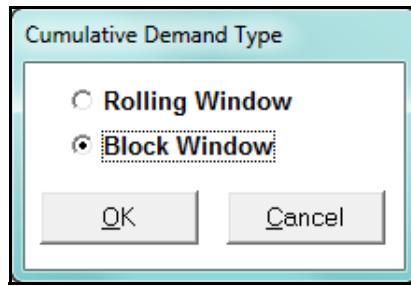 Cumulative Demand Type
Rolling Window
Block Window
OK Cancel